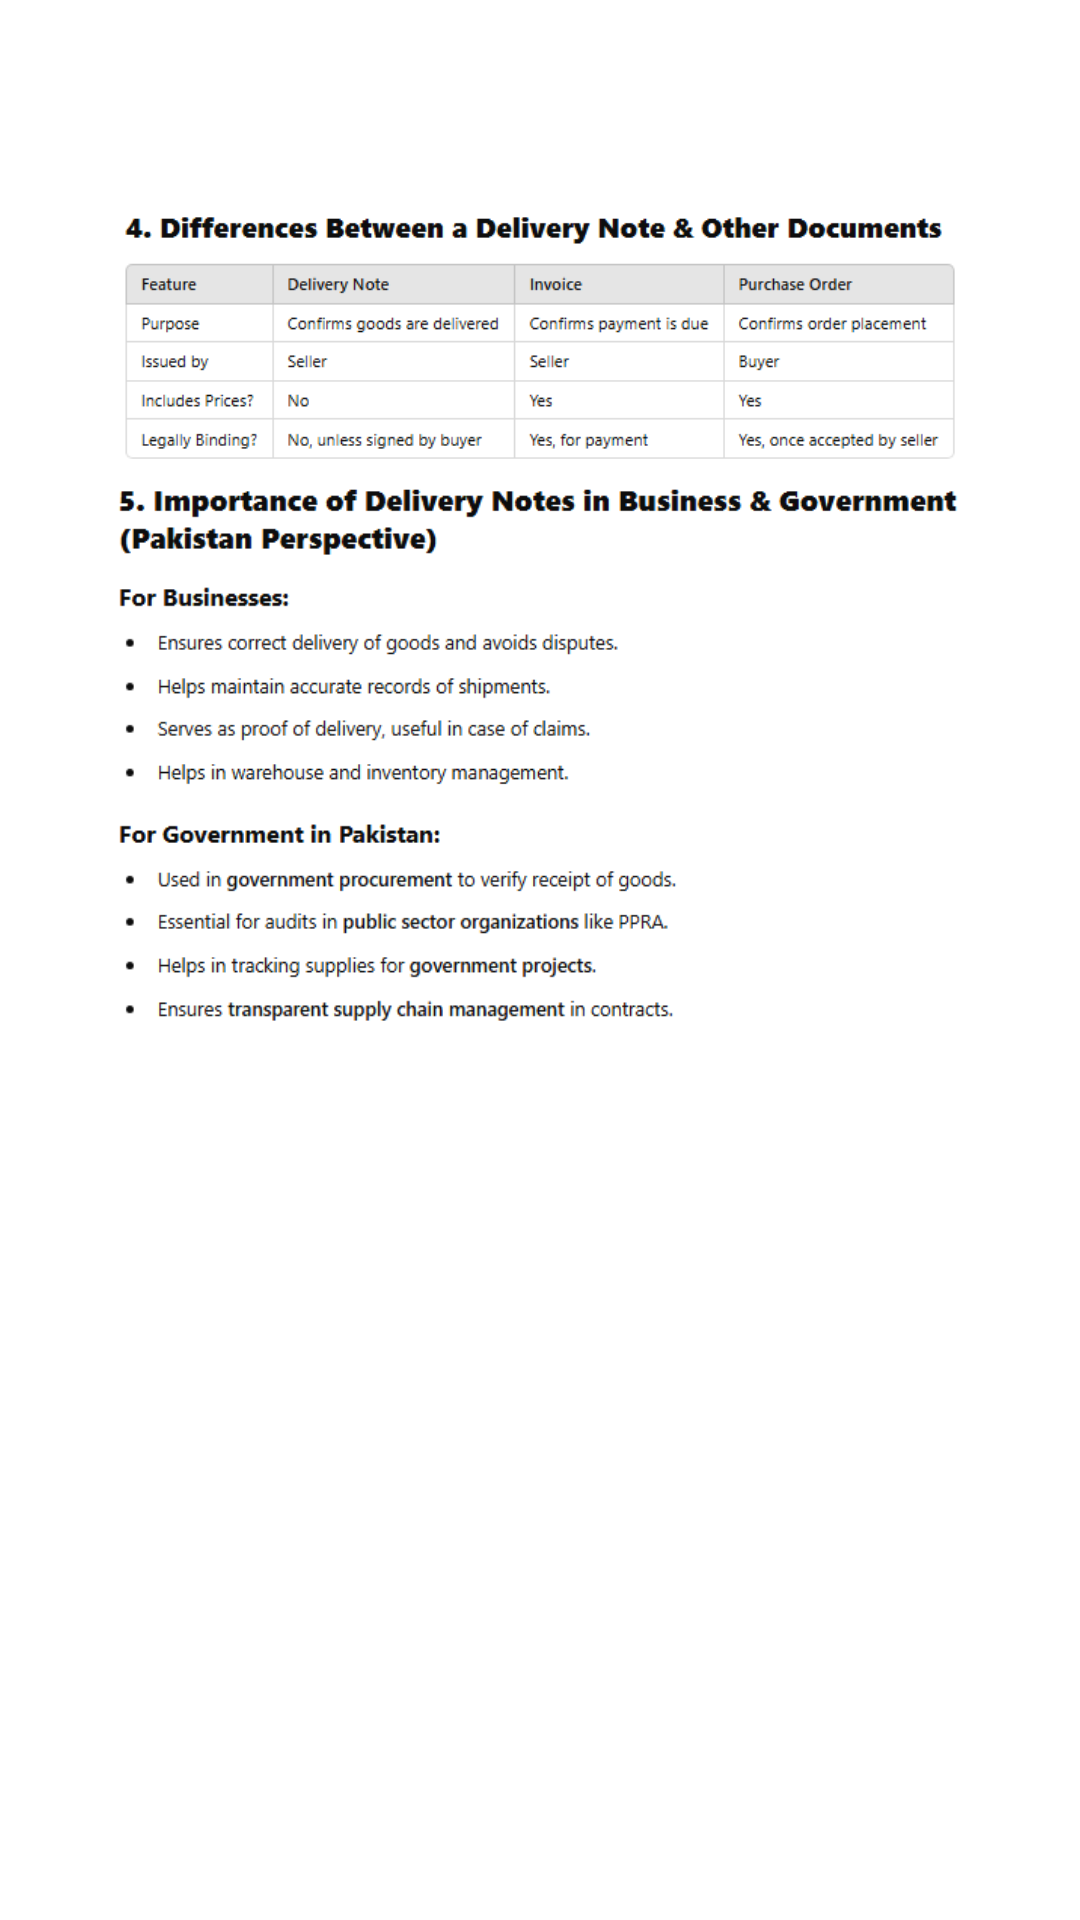 4. Differences Between a Delivery Note & Other Documents
Feature Delivery Note Invoice Purchase Order
Purpose Confirms goods are delivered Confirms payment is due Confirms order placement
Issued by Seller Seller Buyer
Includes Prices? No Yes Yes
Legally Binding? No, unless signed by buyer Yes, for payment Yes, once accepted by seller
5. Importance of Delivery Notes in Business & Government
(Pakistan Perspective)
For Businesses:
• Ensures correct delivery of goods and avoids disputes.
• Helps maintain accurate records of shipments.
• Serves as proof of delivery, useful in case of claims.
• Helps in warehouse and inventory management.
For Government in Pakistan:
• Used in government procurement to verify receipt of goods.
• Essential for audits in public sector organizations like PPRA.
• Helps in tracking supplies for government projects.
• Ensures transparent supply chain management in contracts.